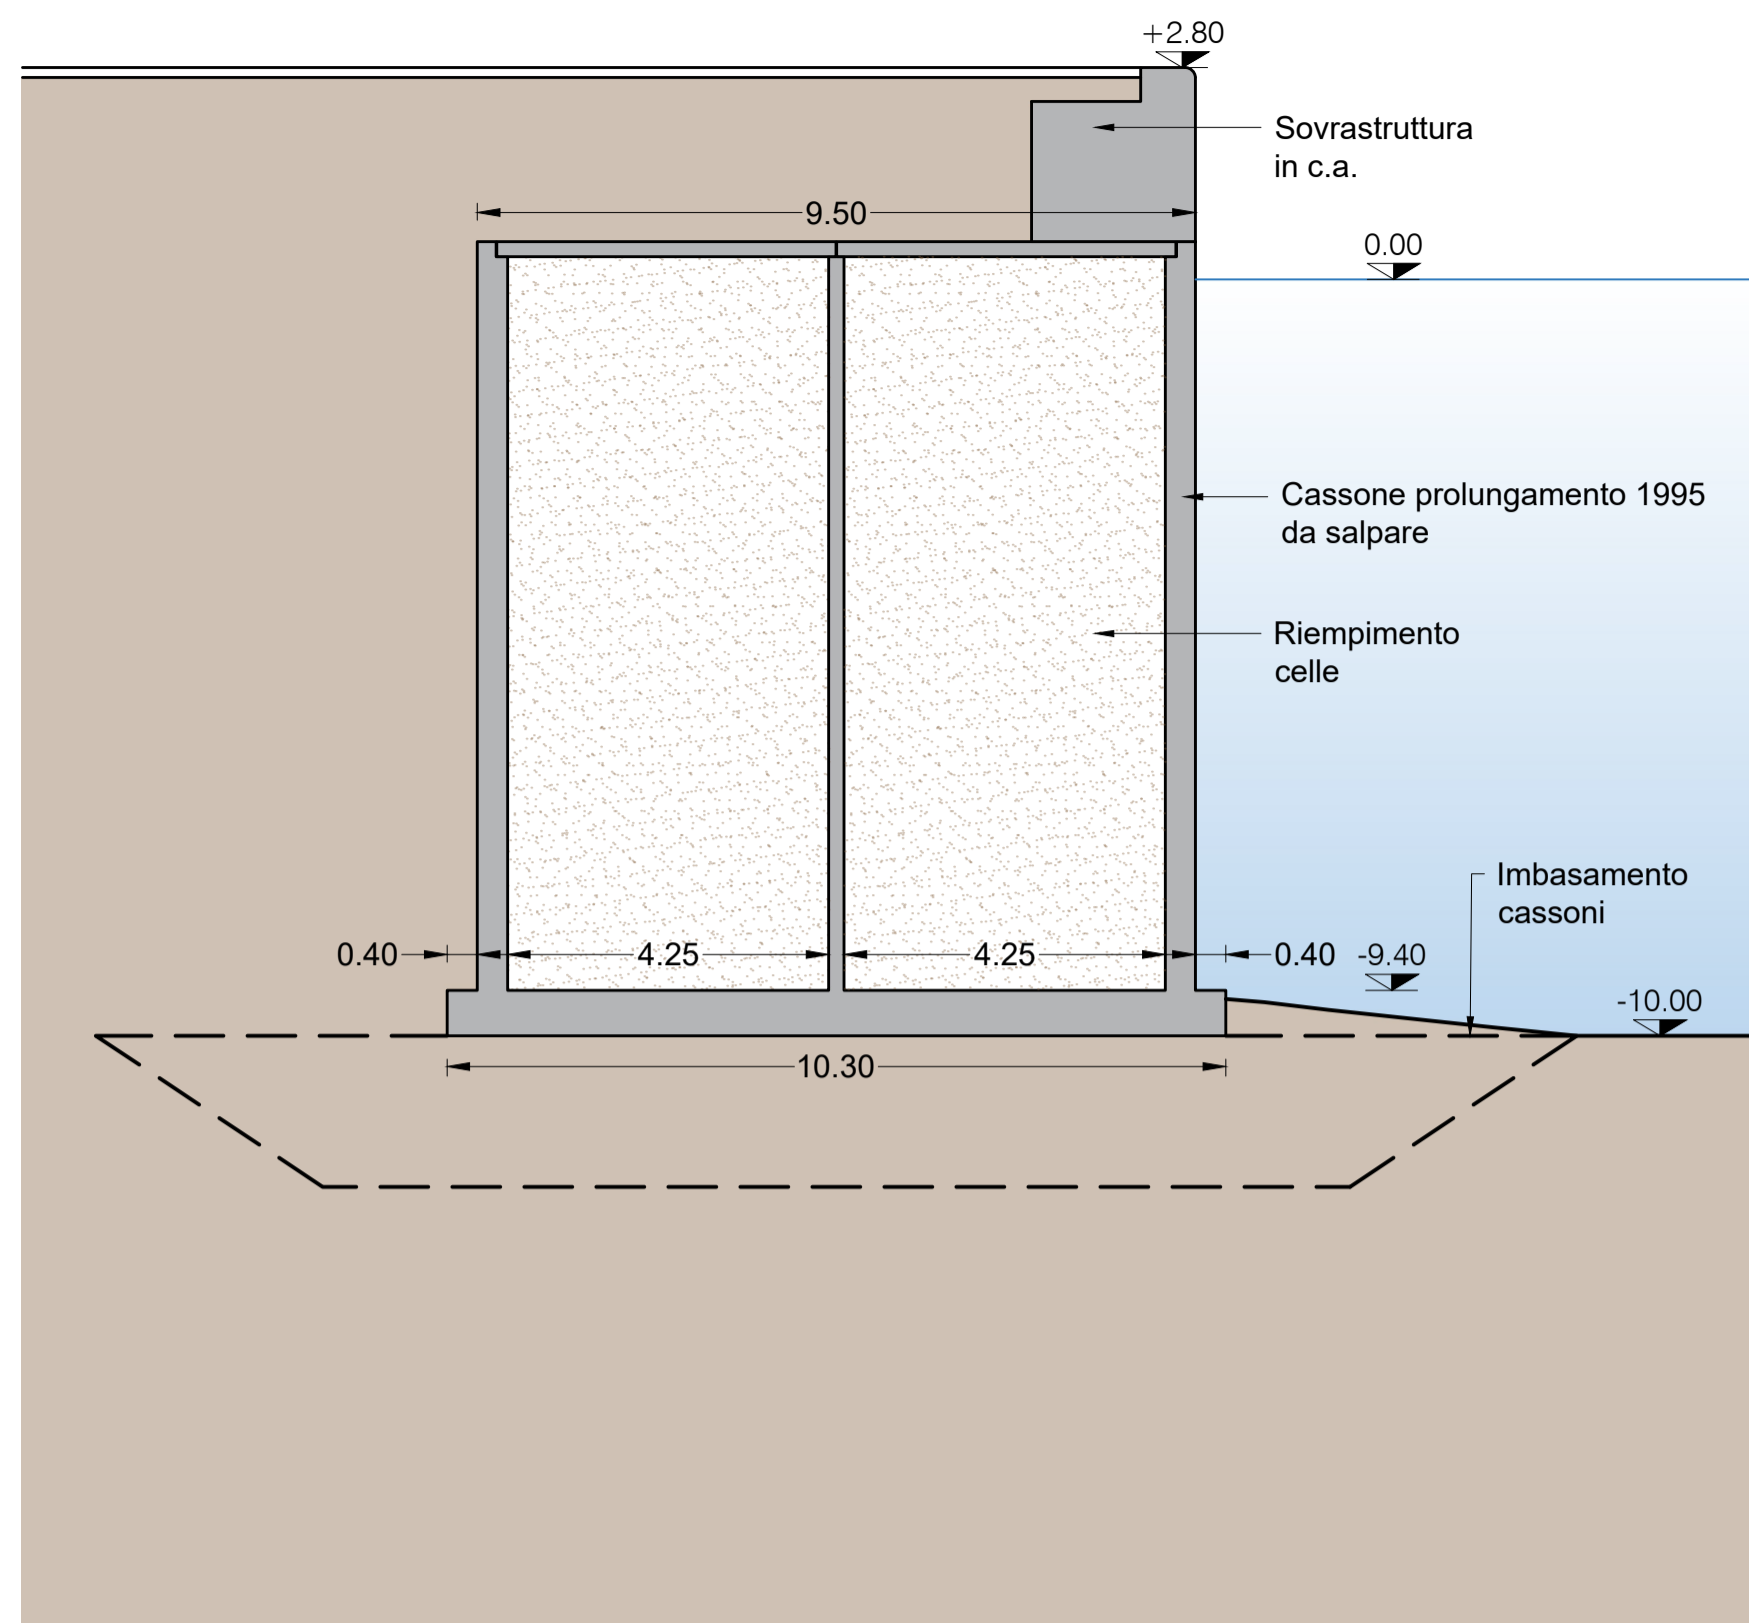 +2.80
Sovrastruttura
in c.a.
9.50
0.00
Cassone prolungamento 1995
da salpare
Riempimento
celle
Imbasamento
cassoni
0.40
4.25
4.25
0.40
-9.40
-10.00
10.30